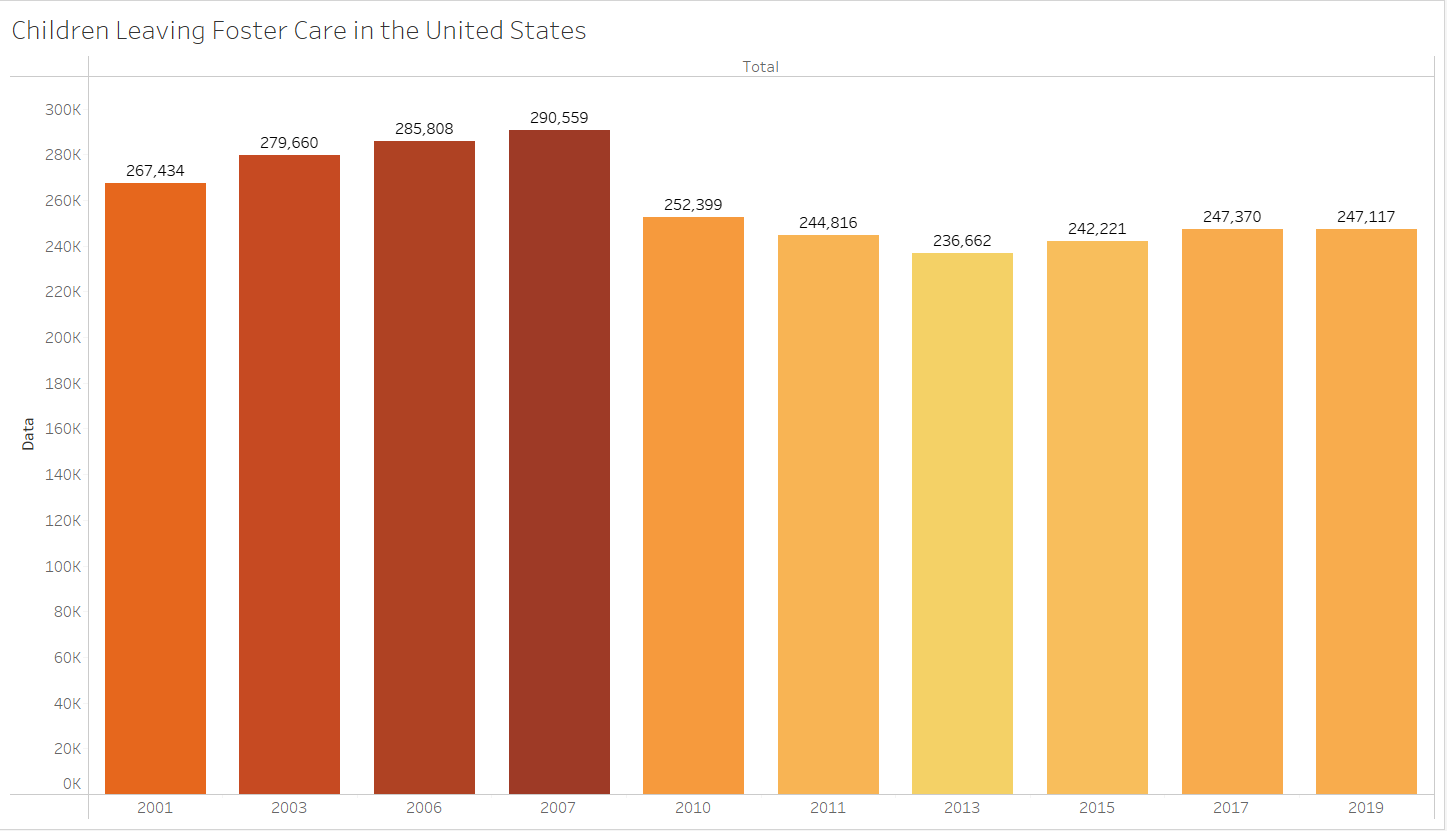 Children Leaving Foster Care in the United States
Total
300K
280K
260K
240K
220K
200K
180K
160K
140K
120K
100K
80K
60K
40K
20K
0K
Data
267,434
279,660
285,808
290,559
252,399
244,816
236,662
242,221
247,370
247,117
2001 2003 2006 2007 2010 2011 2013 2015 2017 2019